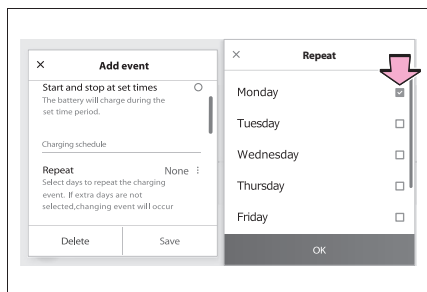 Add event
Start and stop at set times
The battery will charge during the
set time period.
Charging schedule
Repeat None
Select days to repeat the charging
event. If extra days are not
selected,changing event will occur
Delete Save
Repeat
Monday
Tuesday
Wednesday
Thursday
Friday
OK